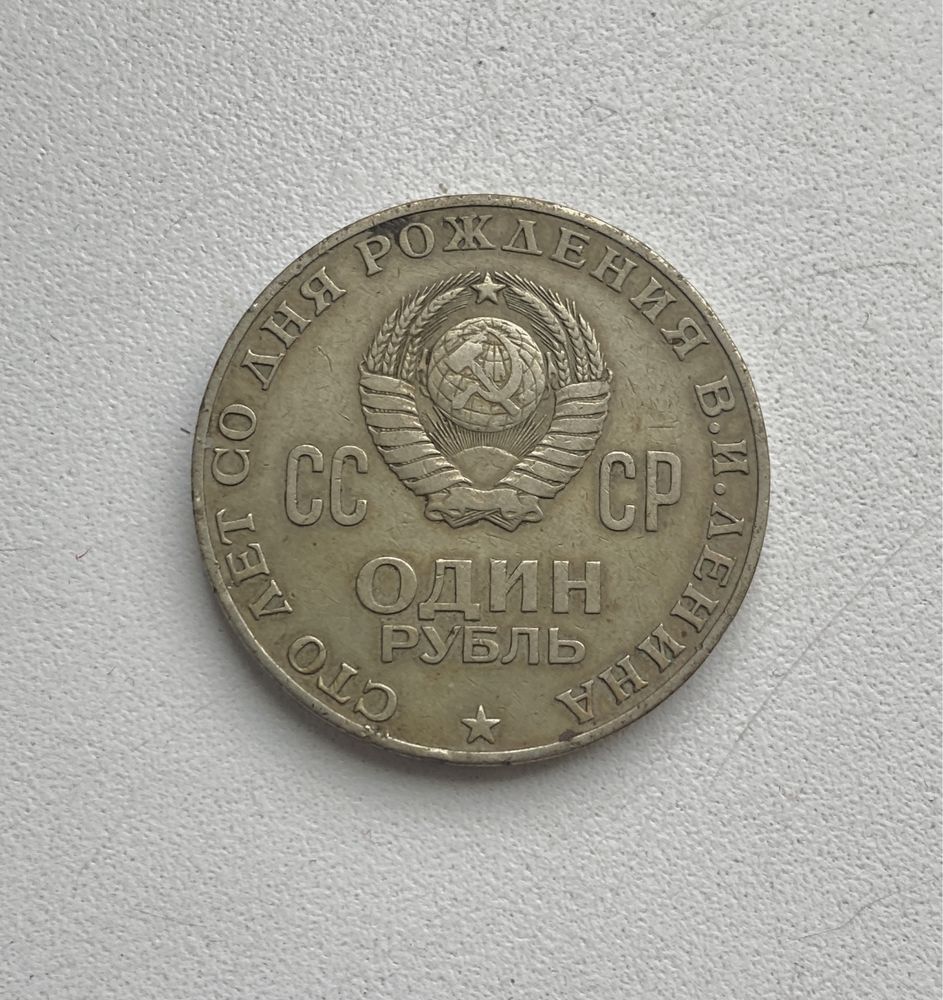 СТО ЛЕТ СО ДНЯ РОЖДЕНИЯ В.И.ЛЕНИНА
СС СР
ОДИН
РУБЛЬ